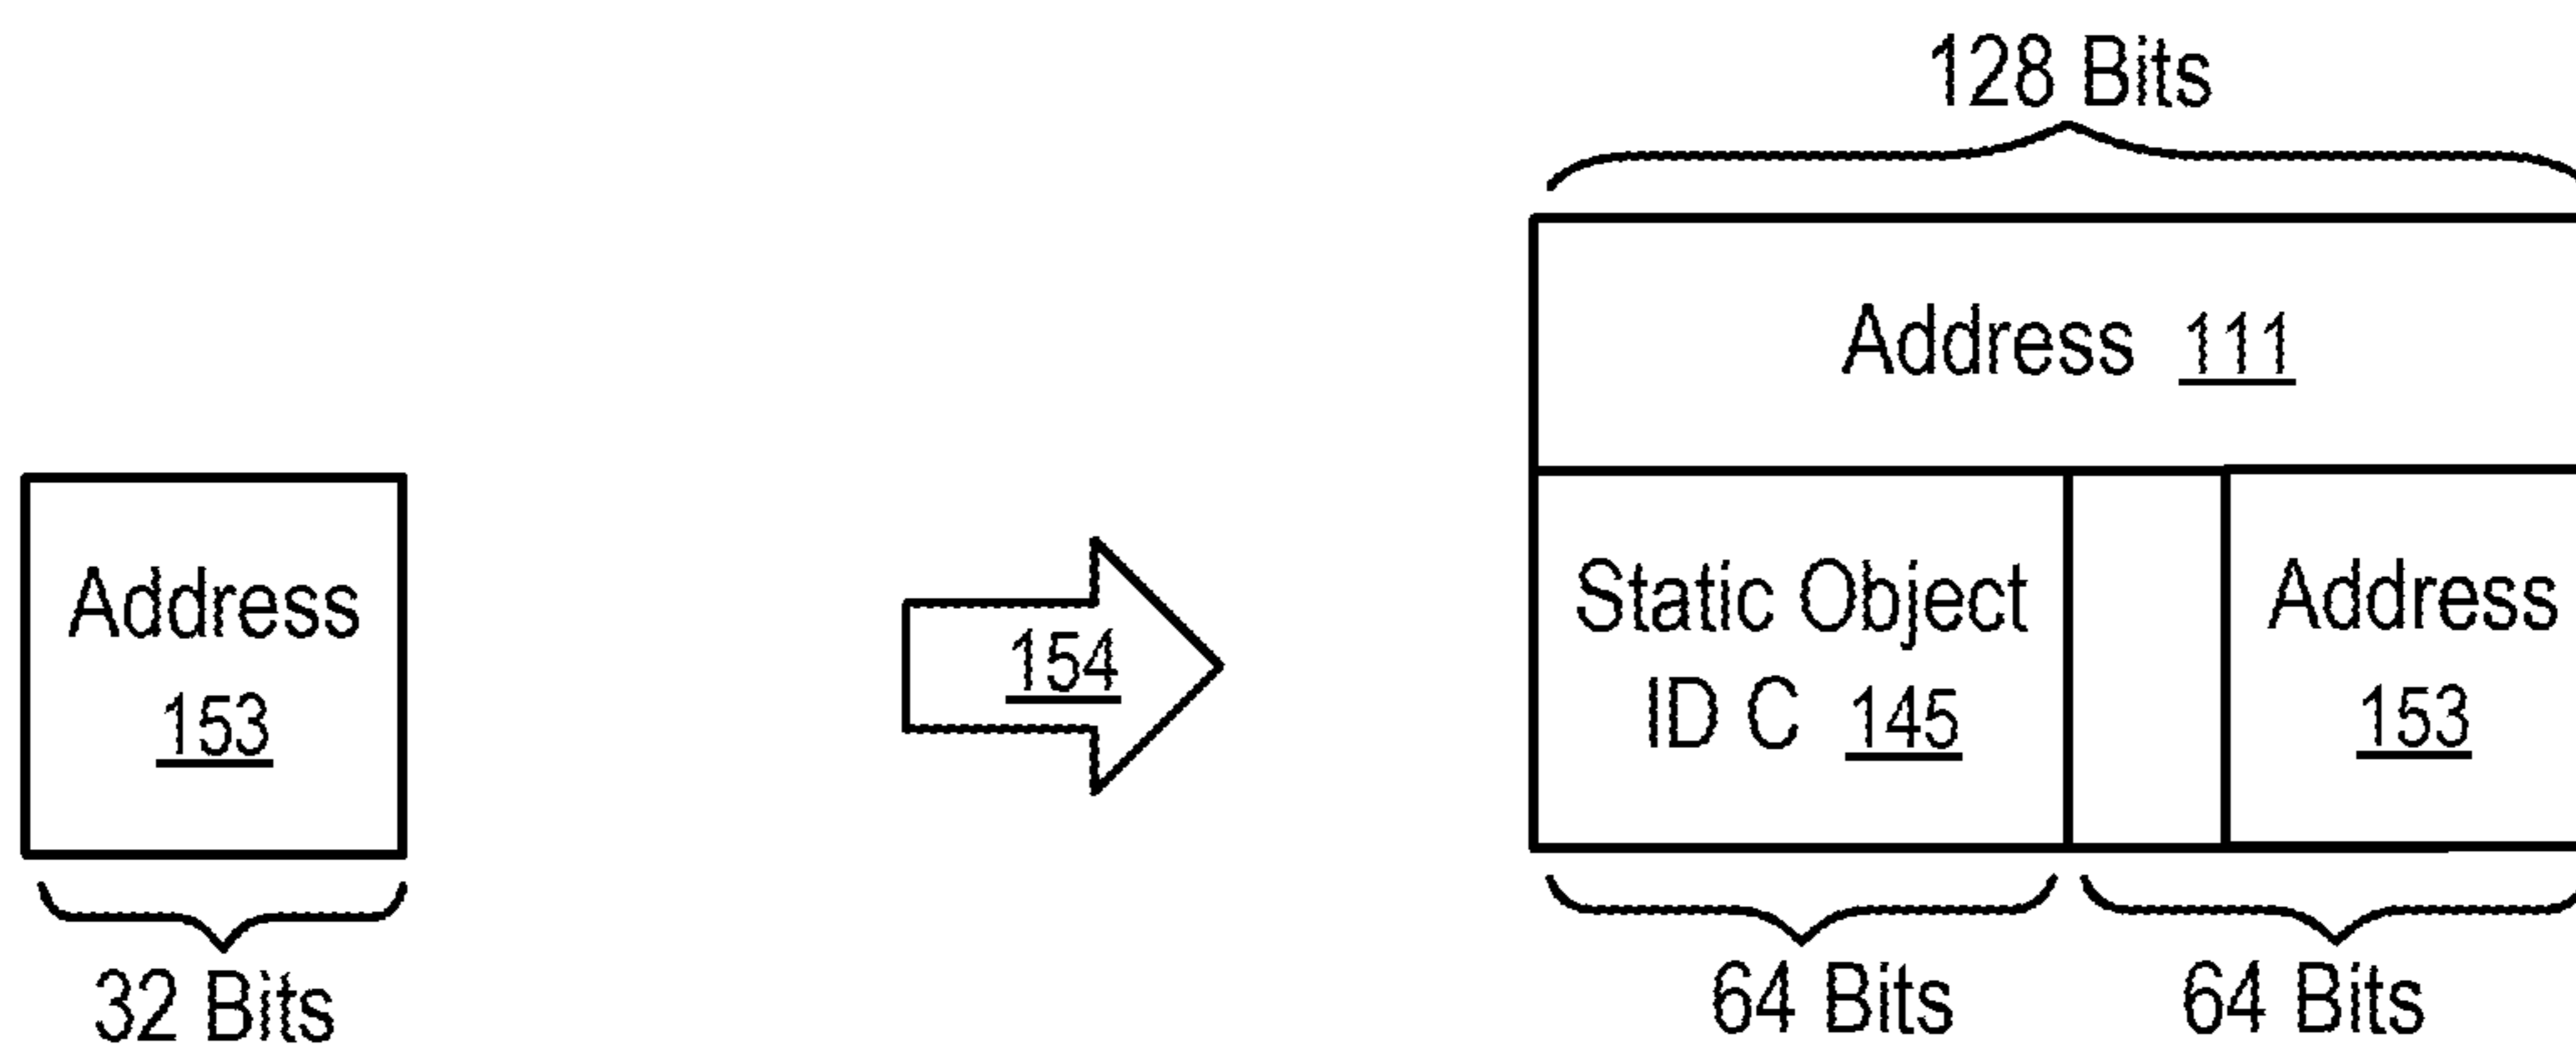 128 Bits
Address 111
Address
153
154
Static Object
ID C 145
Address
153
32 Bits
64 Bits
64 Bits